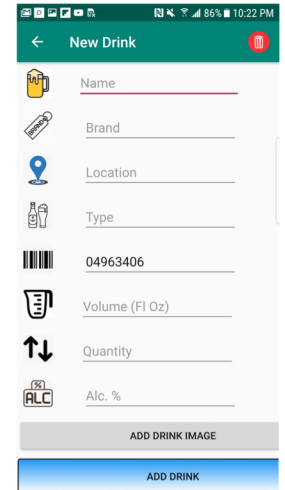 86% 10:22 PM
New Drink
Name
BRAND
Brand
Location
Type
04963406
Volume (Fl Oz)
Quantity
%
ALC
Alc. %
ADD DRINK IMAGE
ADD DRINK